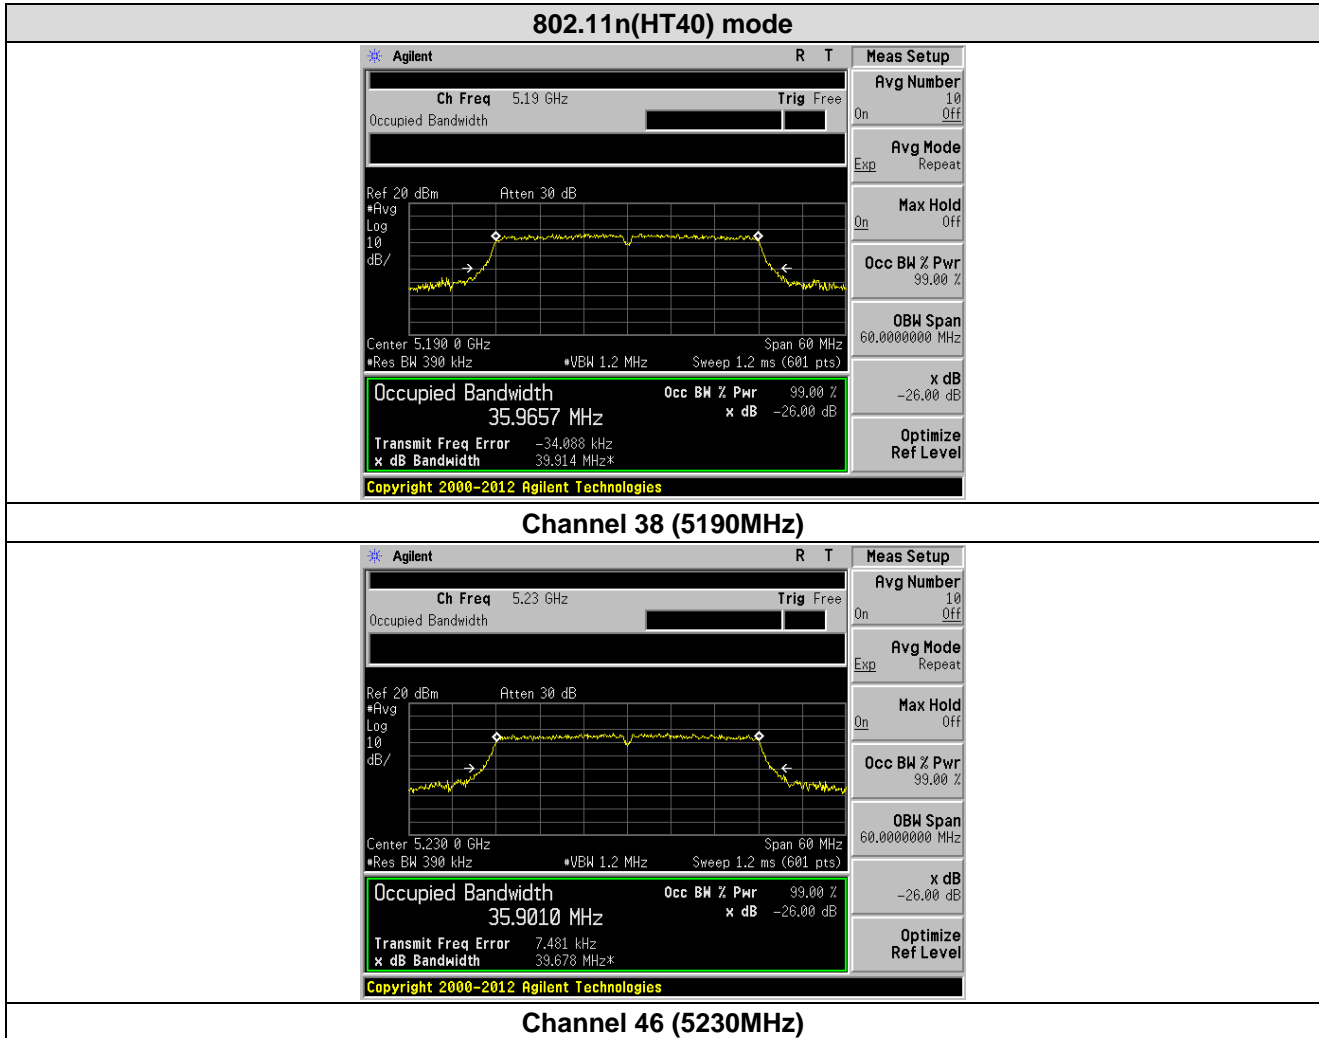 802.11n(HT40) mode
Agilent R T Meas Setup
Ch Freq 5.19 GHz Trig Free
Occupied Bandwidth
Avg Number
10
On Off
Avg Mode
Exp Repeat
Max Hold
On Off
Occ BW % Pwr
99.00 %
OBW Span
60.0000000 MHz
x dB
-26.00 dB
Optimize
Ref Level
Ref 20 dBm Atten 30 dB
#Avg
Log
10
dB/
Center 5.190 0 GHz Span 60 MHz
#Res BW 390 kHz #VBW 1.2 MHz Sweep 1.2 ms (601 pts)
Occupied Bandwidth Occ BW % Pwr 99.00 %
35.9657 MHz x dB -26.00 dB
Transmit Freq Error -34.088 kHz
x dB Bandwidth 39.914 MHz*
Copyright 2000-2012 Agilent Technologies
Channel 38 (5190MHz)
Agilent R T Meas Setup
Ch Freq 5.23 GHz Trig Free
Occupied Bandwidth
Avg Number
10
On Off
Avg Mode
Exp Repeat
Max Hold
On Off
Occ BW % Pwr
99.00 %
OBW Span
60.0000000 MHz
x dB
-26.00 dB
Optimize
Ref Level
Ref 20 dBm Atten 30 dB
#Avg
Log
10
dB/
Center 5.230 0 GHz Span 60 MHz
#Res BW 390 kHz #VBW 1.2 MHz Sweep 1.2 ms (601 pts)
Occupied Bandwidth Occ BW % Pwr 99.00 %
35.9010 MHz x dB -26.00 dB
Transmit Freq Error 7.481 kHz
x dB Bandwidth 39.678 MHz*
Copyright 2000-2012 Agilent Technologies
Channel 46 (5230MHz)